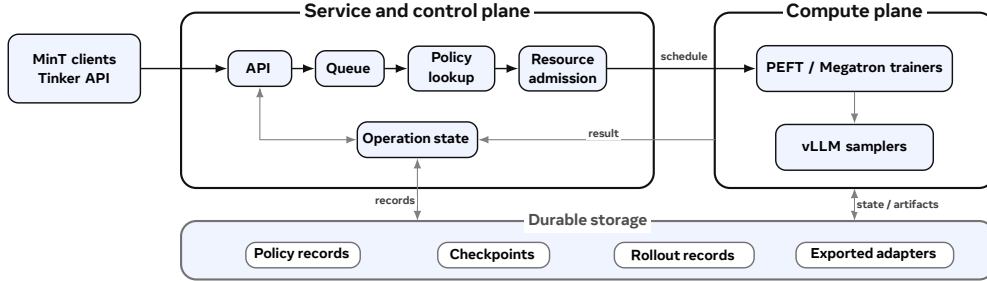 Service and control plane
Compute plane
MinT clients
Tinker API
API
Queue
Policy
lookup
Resource
admission
schedule
PEFT / Megatron trainers
Operation state
result
vLLM samplers
records
state / artifacts
Durable storage
Policy records
Checkpoints
Rollout records
Exported adapters